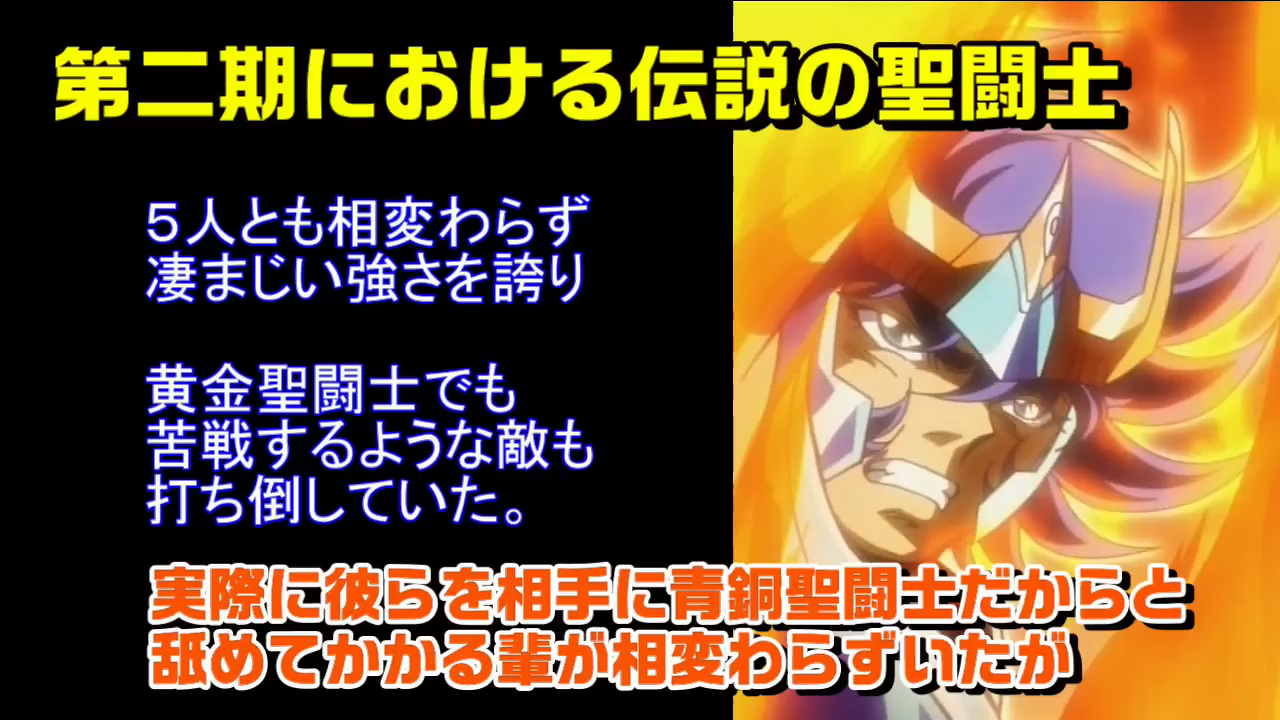 第二期における伝説の聖闘士
５人とも相変わらず
凄まじい強さを誇り
黄金聖闘士でも
苦戦するような敵も
打ち倒していた。
実際に彼らを相手に青銅聖闘士だからと
舐めてかかる輩が相変わらずいたが